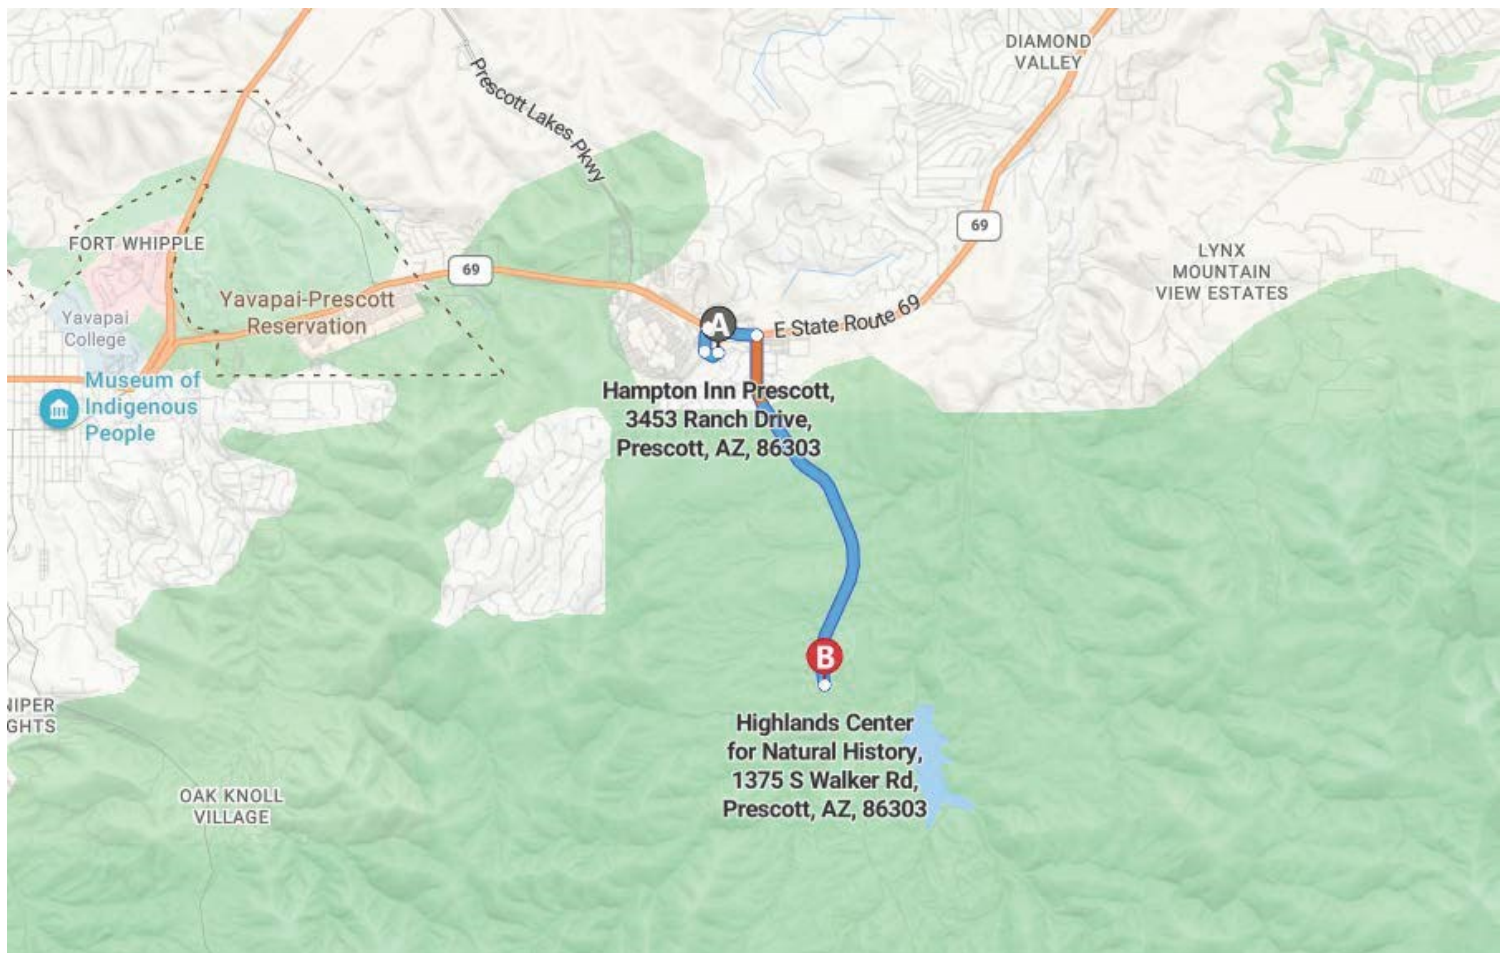 DIAMOND
VALLEY
Prescott Lakes Pkwy
69
FORT WHIPPLE
LYNX
MOUNTAIN
VIEW ESTATES
69
Yavapai-Prescott
Reservation
Yavapai
College
A
E State Route 69
Museum of
Indigenous
People
Hampton Inn Prescott,
3453 Ranch Drive,
Prescott, AZ, 86303
B
NIPER
GHTS
Highlands Center
for Natural History,
1375 S Walker Rd,
Prescott, AZ, 86303
OAK KNOLL
VILLAGE